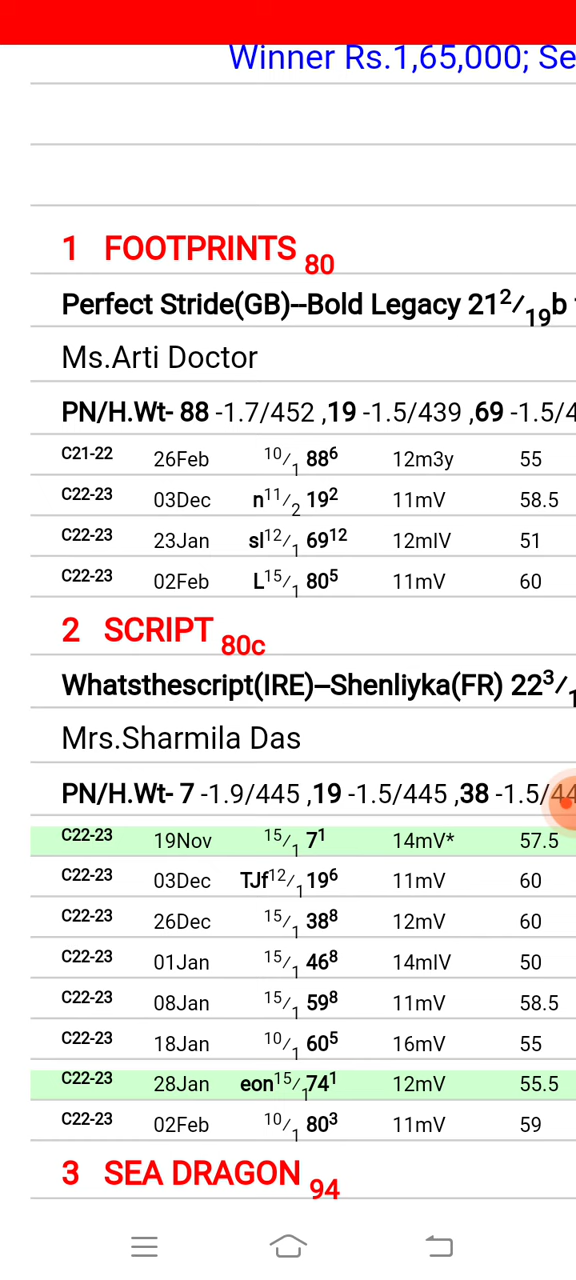 Winner Rs.1,65,000; Se
1 FOOTPRINTS 80
Perfect Stride(GB)--Bold Legacy 21²/₁₉b
Ms.Arti Doctor
PN/H.Wt- 88 -1.7/452 ,19 -1.5/439 ,69 -1.5/4
C21-22 26Feb ¹⁰/₁ 88⁶ 12m3y 55
C22-23 03Dec n¹¹/₂ 19² 11mV 58.5
C22-23 23Jan sl¹²/₁ 69¹² 12mIV 51
C22-23 02Feb L¹⁵/₁ 80⁵ 11mV 60
2 SCRIPT 80c
Whatsthescript(IRE)--Shenliyka(FR) 22³/₁
Mrs.Sharmila Das
PN/H.Wt- 7 -1.9/445 ,19 -1.5/445 ,38 -1.5/44
C22-23 19Nov ¹⁵/₁ 7¹ 14mV* 57.5
C22-23 03Dec TJf¹²/₁ 19⁶ 11mV 60
C22-23 26Dec ¹⁵/₁ 38⁸ 12mV 60
C22-23 01Jan ¹⁵/₁ 46⁸ 14mIV 50
C22-23 08Jan ¹⁵/₁ 59⁸ 11mV 58.5
C22-23 18Jan ¹⁰/₁ 60⁵ 16mV 55
C22-23 28Jan eon¹⁵/₁ 74¹ 12mV 55.5
C22-23 02Feb ¹⁰/₁ 80³ 11mV 59
3 SEA DRAGON 94